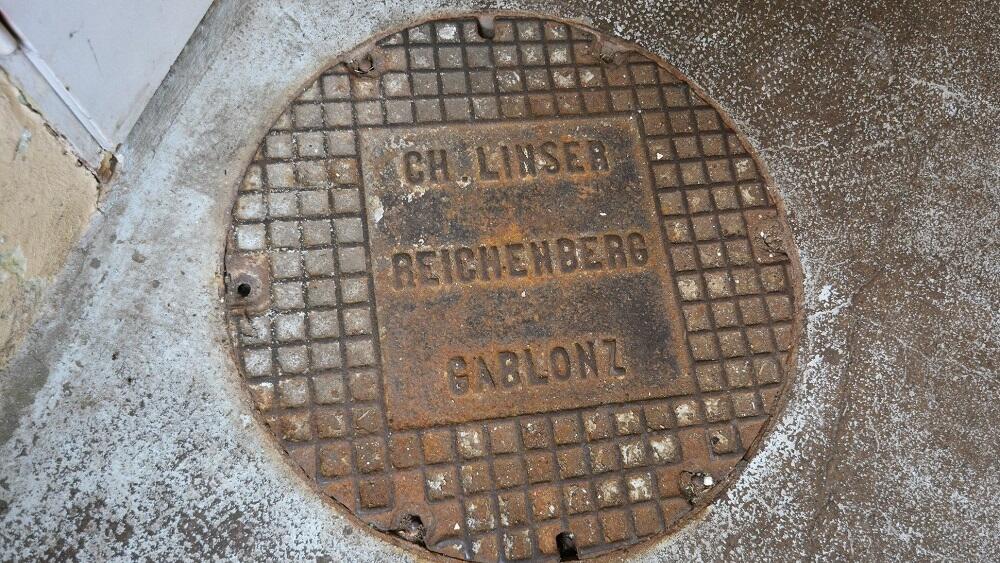 CH. LINSER
REICHENBERG
GABLONZ